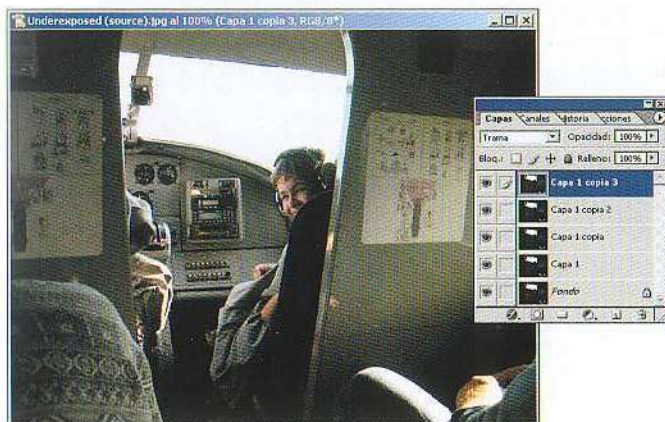 Underexposed (source).jpg al 100% (Capa 1 copia 3, RGB/8*)
Capas Canales Historia Acciones
Trama Opacidad: 100%
Bloq.: Relleno: 100%
Capa 1 copia 3
Capa 1 copia 2
Capa 1 copia
Capa 1
Fondo